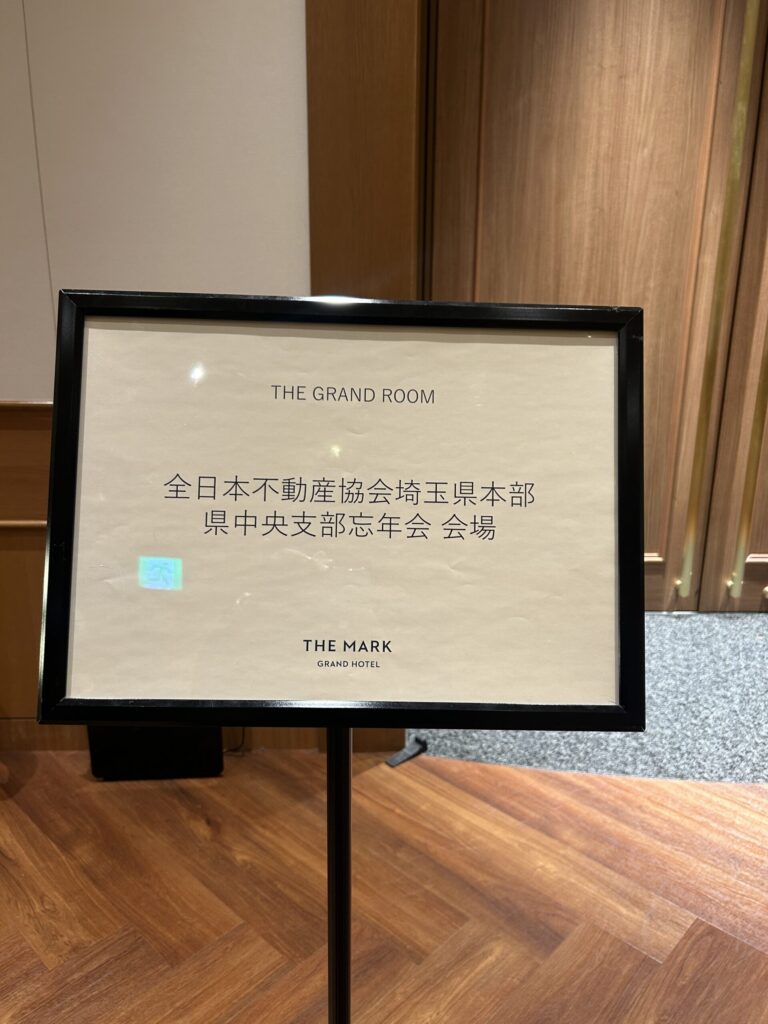 THE GRAND ROOM
全日本不動産協会埼玉県本部
県中央支部忘年会 会場
THE MARK
GRAND HOTEL